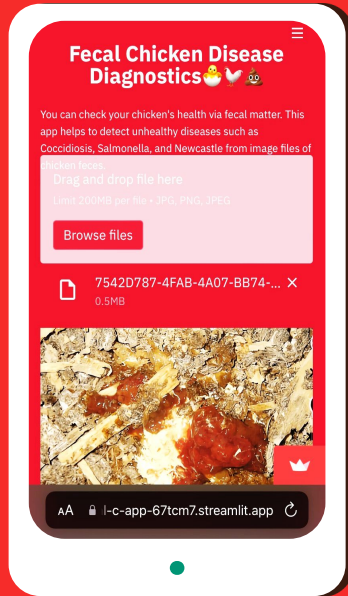 Fecal Chicken Disease
Diagnostics🐣🐓💩
You can check your chicken's health via fecal matter. This
app helps to detect unhealthy diseases such as
Coccidiosis, Salmonella, and Newcastle from image files of
chicken feces.
Drag and drop file here
Limit 200MB per file • JPG, PNG, JPEG
Browse files
7542D787-4FAB-4A07-BB74-...
0.5MB
AA l-c-app-67tcm7.streamlit.app